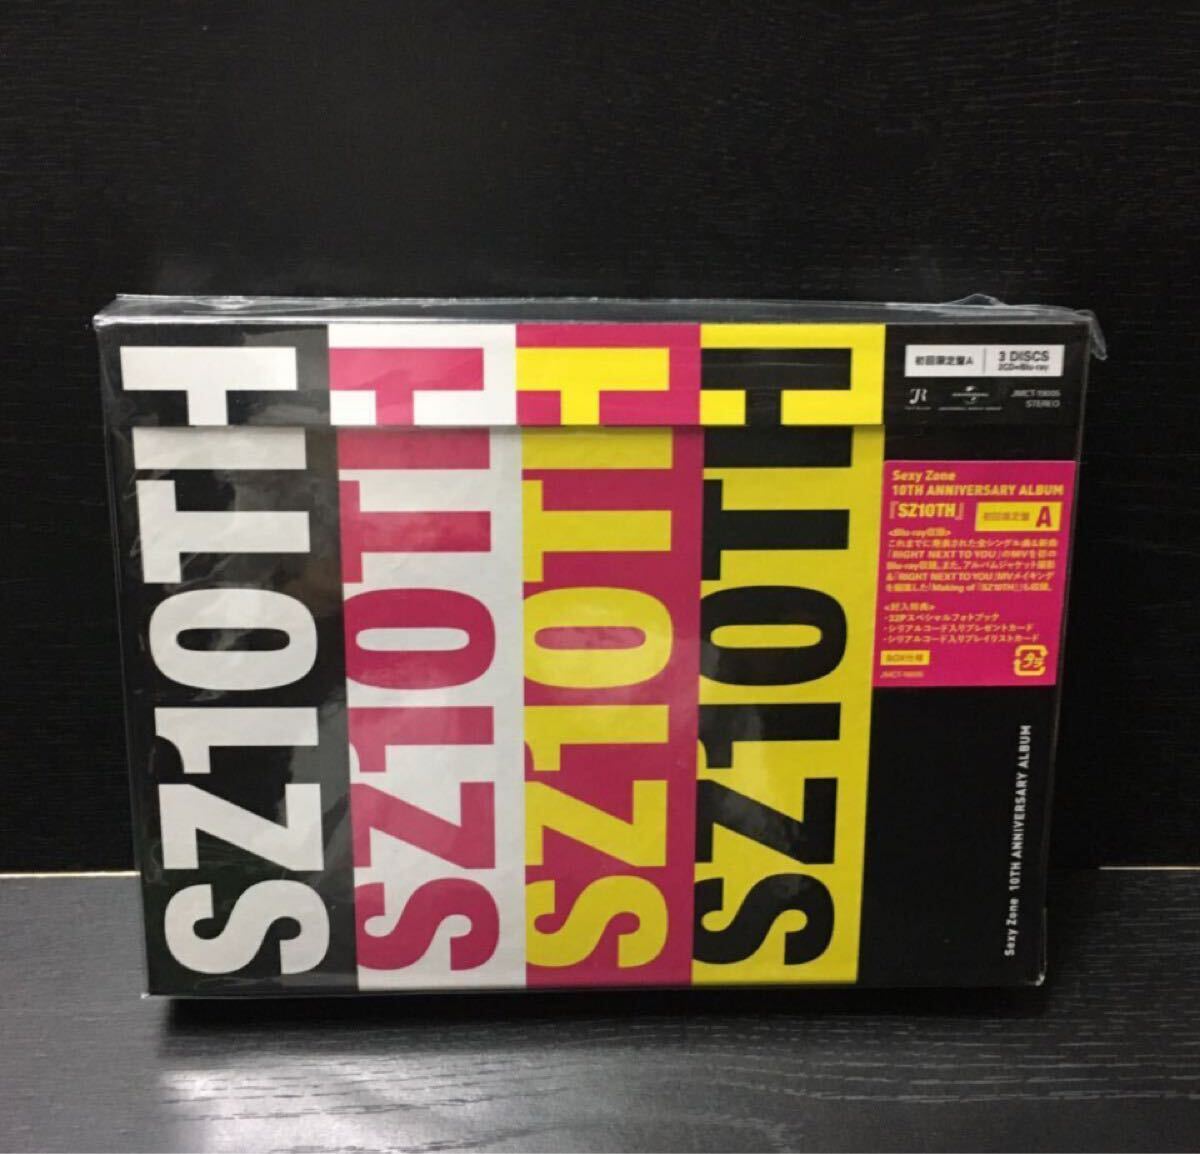 SZ10TH
SZ10TH
SZ10TH
SZ10TH
初回限定盤A
3 DISCS
2CD+Blu-ray
JMCT-19005
STEREO
Sexy Zone
10TH ANNIVERSARY ALBUM
『SZ10TH』 初回限定盤 A
<Blu-ray収録>
これまでに発表された全シングル曲&新曲
「RIGHT NEXT TO YOU」のMVを初の
Blu-ray収録。また、アルバムジャケット撮影
&「RIGHT NEXT TO YOU」MVメイキング
を収録した「Making of『SZ10TH』」も収録。
<封入特典>
・32Pスペシャルフォトブック
・シリアルコード入りプレゼントカード
・シリアルコード入りプレイリストカード
BOX仕様
プラ
JMCT-19005
Sexy Zone 10TH ANNIVERSARY ALBUM